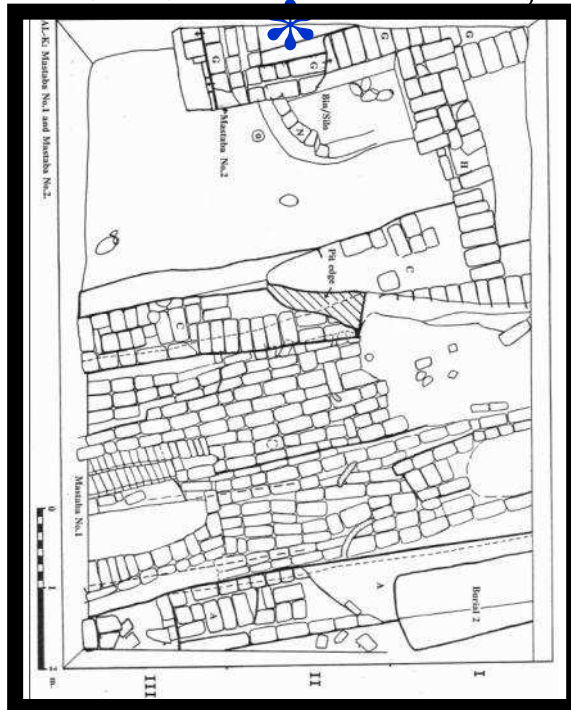 AL-K: Mastaba No.1 and Mastaba No.2.
G
G
G
G
Bin/Silo
N
Mastaba No.2
H
C
Pit edge
C
C
Mastaba No.1
A
A
Burial 2
0 1 2 m.
I
II
III